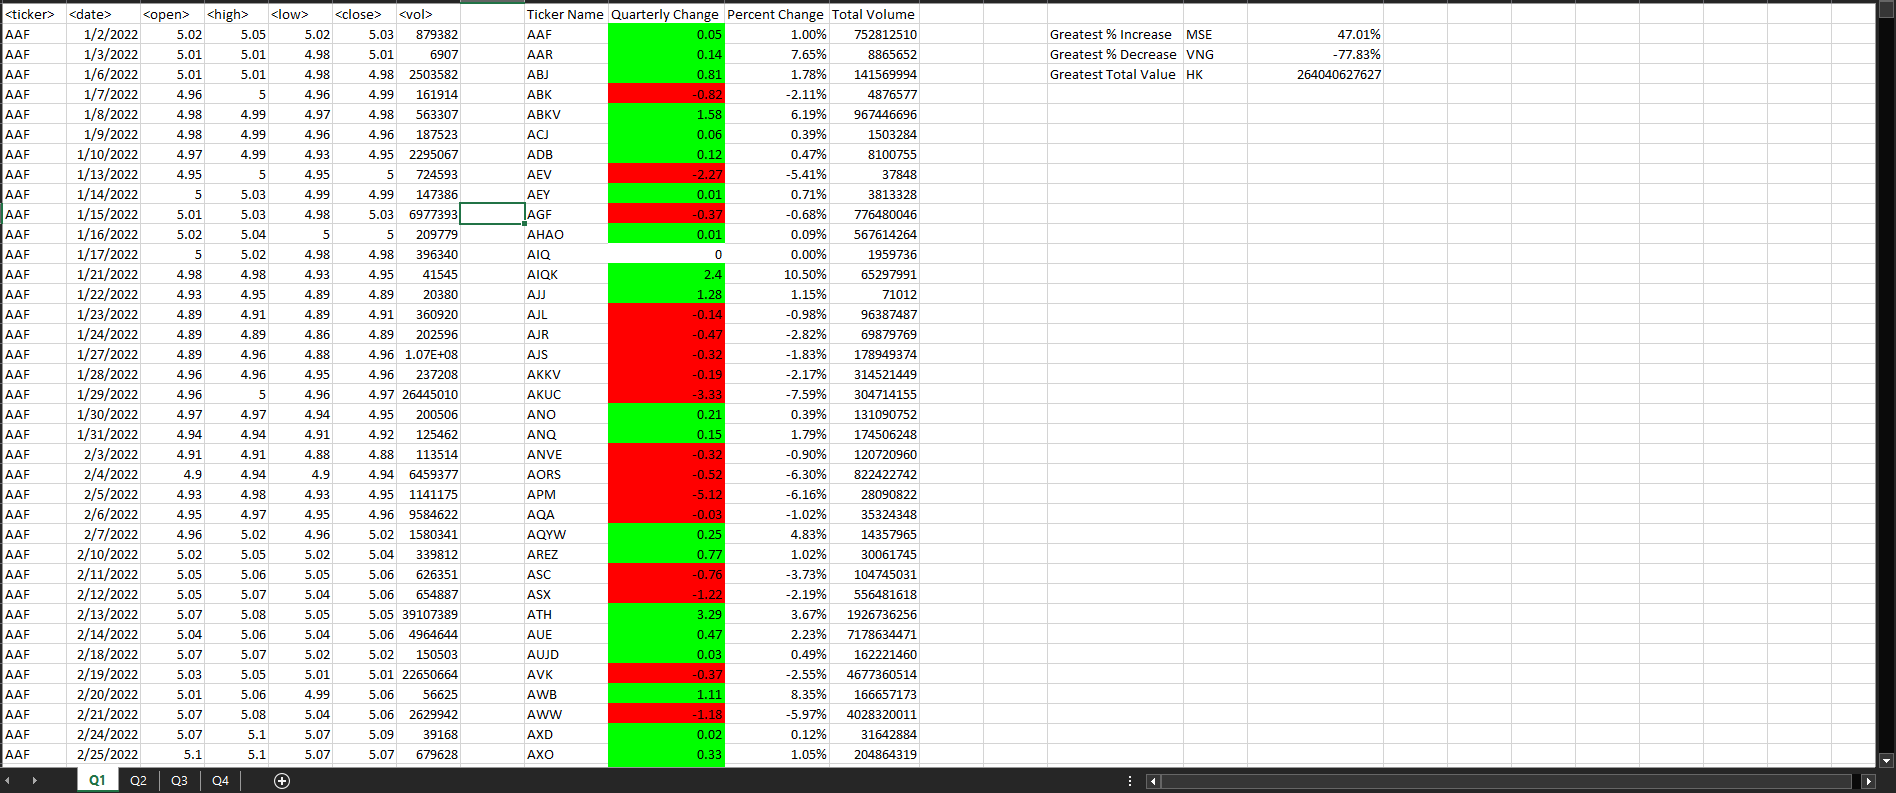 <ticker> <date> <open> <high> <low> <close> <vol> Ticker Name Quarterly Change Percent Change Total Volume
AAF 1/2/2022 5.02 5.05 5.02 5.03 879382 AAF 0.05 1.00% 752812510 Greatest % Increase MSE 47.01%
AAF 1/3/2022 5.01 5.01 4.98 5.01 6907 AAR 0.14 7.65% 8865652 Greatest % Decrease VNG -77.83%
AAF 1/6/2022 5.01 5.01 4.98 4.98 2503582 ABJ 0.81 1.78% 141569994 Greatest Total Value HK 264040627627
AAF 1/7/2022 4.96 5 4.96 4.99 161914 ABK -0.82 -2.11% 4876577
AAF 1/8/2022 4.98 4.99 4.97 4.98 563307 ABKV 1.58 6.19% 967446696
AAF 1/9/2022 4.98 4.99 4.96 4.96 187523 ACJ 0.06 0.39% 1503284
AAF 1/10/2022 4.97 4.99 4.93 4.95 2295067 ADB 0.12 0.47% 8100755
AAF 1/13/2022 4.95 5 4.95 5 724593 AEV -2.27 -5.41% 37848
AAF 1/14/2022 5 5.03 4.99 4.99 147386 AEY 0.01 0.71% 3813328
AAF 1/15/2022 5.01 5.03 4.98 5.03 6977393 AGF -0.37 -0.68% 776480046
AAF 1/16/2022 5.02 5.04 5 5 209779 AHAO 0.01 0.09% 567614264
AAF 1/17/2022 5 5.02 4.98 4.98 396340 AIQ 0 0.00% 1959736
AAF 1/21/2022 4.98 4.98 4.93 4.95 41545 AIQK 2.4 10.50% 65297991
AAF 1/22/2022 4.93 4.95 4.89 4.89 20380 AJJ 1.28 1.15% 71012
AAF 1/23/2022 4.89 4.91 4.89 4.91 360920 AJL -0.14 -0.98% 96387487
AAF 1/24/2022 4.89 4.89 4.86 4.89 202596 AJR -0.47 -2.82% 69879769
AAF 1/27/2022 4.89 4.96 4.88 4.96 1.07E+08 AJS -0.32 -1.83% 178949374
AAF 1/28/2022 4.96 4.96 4.95 4.96 237208 AKKV -0.19 -2.17% 314521449
AAF 1/29/2022 4.96 5 4.96 4.97 26445010 AKUC -3.33 -7.59% 304714155
AAF 1/30/2022 4.97 4.97 4.94 4.95 200506 ANO 0.21 0.39% 131090752
AAF 1/31/2022 4.94 4.94 4.91 4.92 125462 ANQ 0.15 1.79% 174506248
AAF 2/3/2022 4.91 4.91 4.88 4.88 113514 ANVE -0.32 -0.90% 120720960
AAF 2/4/2022 4.9 4.94 4.9 4.94 6459377 AORS -0.52 -6.30% 822422742
AAF 2/5/2022 4.93 4.98 4.93 4.95 1141175 APM -5.12 -6.16% 28090822
AAF 2/6/2022 4.95 4.97 4.95 4.96 9584622 AQA -0.03 -1.02% 35324348
AAF 2/7/2022 4.96 5.02 4.96 5.02 1580341 AQYW 0.25 4.83% 14357965
AAF 2/10/2022 5.02 5.05 5.02 5.04 339812 AREZ 0.77 1.02% 30061745
AAF 2/11/2022 5.05 5.06 5.05 5.06 626351 ASC -0.76 -3.73% 104745031
AAF 2/12/2022 5.05 5.07 5.04 5.06 654887 ASX -1.22 -2.19% 556481618
AAF 2/13/2022 5.07 5.08 5.05 5.05 39107389 ATH 3.29 3.67% 1926736256
AAF 2/14/2022 5.04 5.06 5.04 5.06 4964644 AUE 0.47 2.23% 7178634471
AAF 2/18/2022 5.07 5.07 5.02 5.02 150503 AUJD 0.03 0.49% 162221460
AAF 2/19/2022 5.03 5.05 5.01 5.01 22650664 AVK -0.37 -2.55% 4677360514
AAF 2/20/2022 5.01 5.06 4.99 5.06 56625 AWB 1.11 8.35% 166657173
AAF 2/21/2022 5.07 5.08 5.04 5.06 2629942 AWW -1.18 -5.97% 4028320011
AAF 2/24/2022 5.07 5.1 5.07 5.09 39168 AXD 0.02 0.12% 31642884
AAF 2/25/2022 5.1 5.1 5.07 5.07 679628 AXO 0.33 1.05% 204864319
Q1 Q2 Q3 Q4